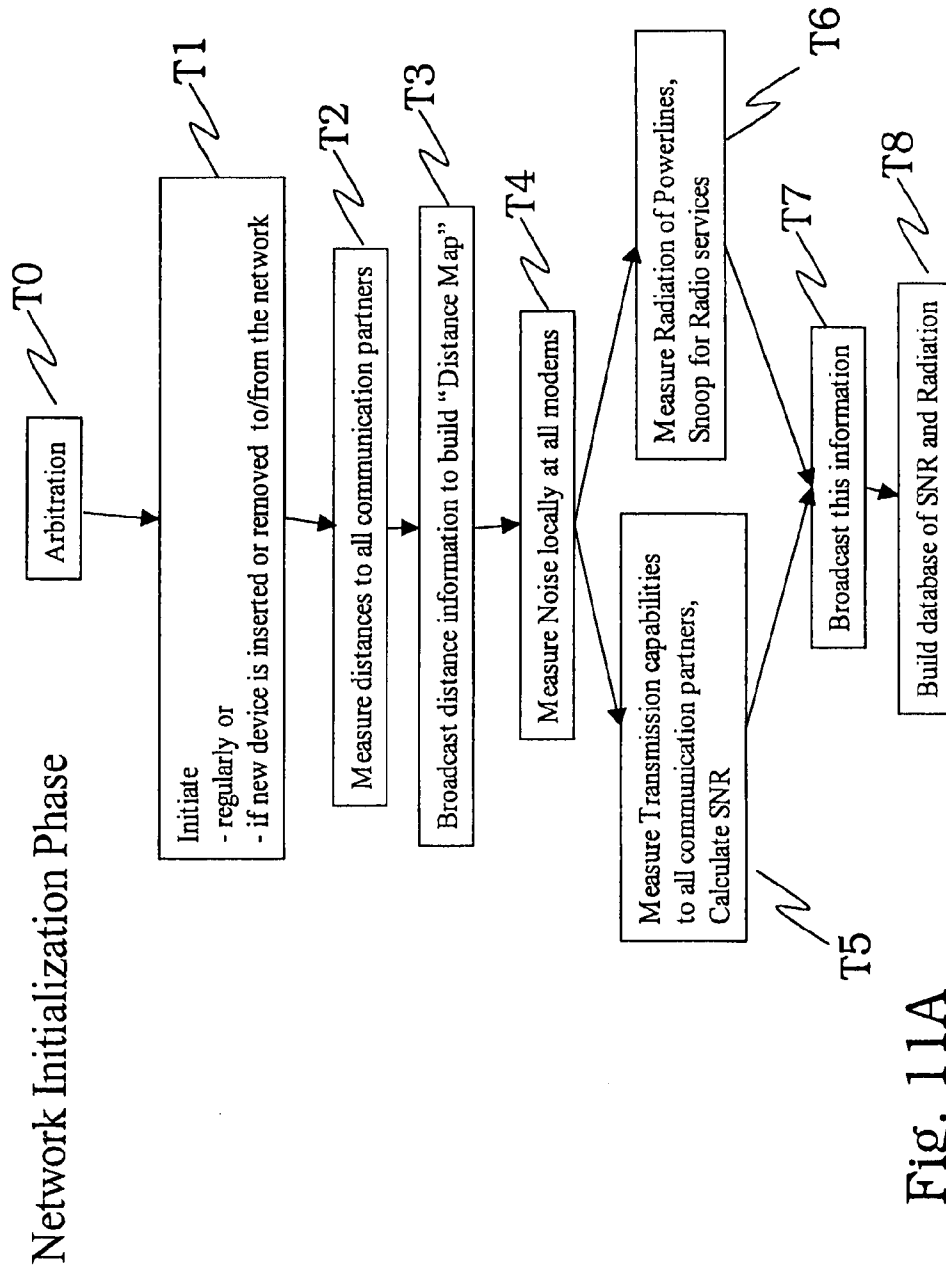 Network Initialization Phase
Arbitration
T0
Initiate
- regularly or
- if new device is inserted or removed to/from the network
T1
Measure distances to all communication partners
T2
Broadcast distance information to build “Distance Map”
T3
Measure Noise locally at all modems
T4
Measure Transmission capabilities
to all communication partners,
Calculate SNR
T5
Measure Radiation of Powerlines,
Snoop for Radio services
T6
Broadcast this information
T7
Build database of SNR and Radiation
T8
Fig. 11A